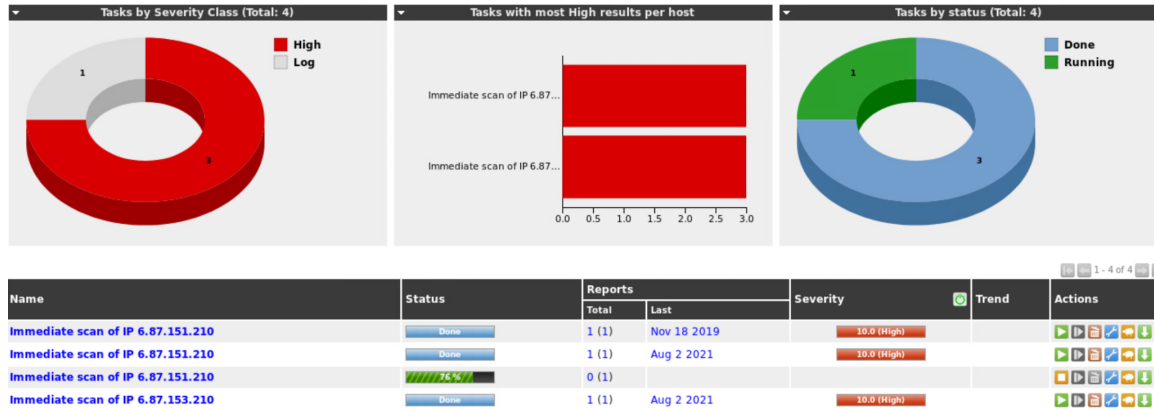 Tasks by Severity Class (Total: 4)
1
3
High
Log
Tasks with most High results per host
Immediate scan of IP 6.87...
Immediate scan of IP 6.87...
0.0 0.5 1.0 1.5 2.0 2.5 3.0
Tasks by status (Total: 4)
1
3
Done
Running
1 - 4 of 4
Name Status Reports Severity Trend Actions
Total Last
Immediate scan of IP 6.87.151.210 Done 1 (1) Nov 18 2019 10.0 (High)
Immediate scan of IP 6.87.151.210 Done 1 (1) Aug 2 2021 10.0 (High)
Immediate scan of IP 6.87.151.210 76 % 0 (1)
Immediate scan of IP 6.87.153.210 Done 1 (1) Aug 2 2021 10.0 (High)